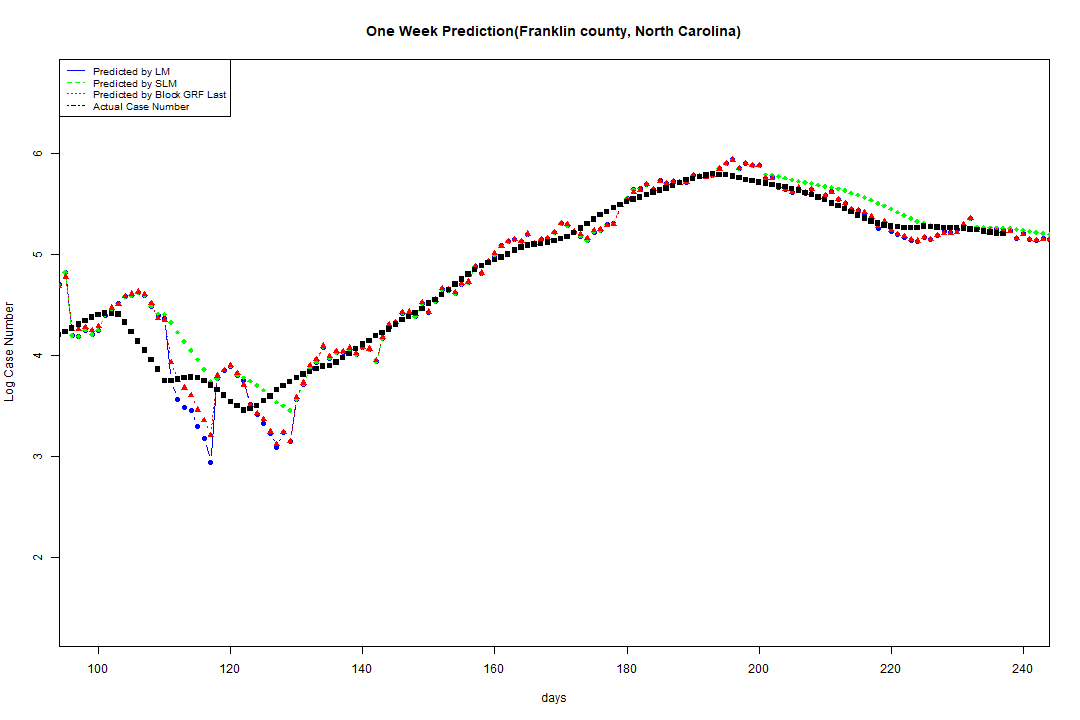 One Week Prediction(Franklin county, North Carolina)
Predicted by LM
Predicted by SLM
Predicted by Block GRF Last
Actual Case Number
6
5
4
3
2
Log Case Number
100 120 140 160 180 200 220 240
days